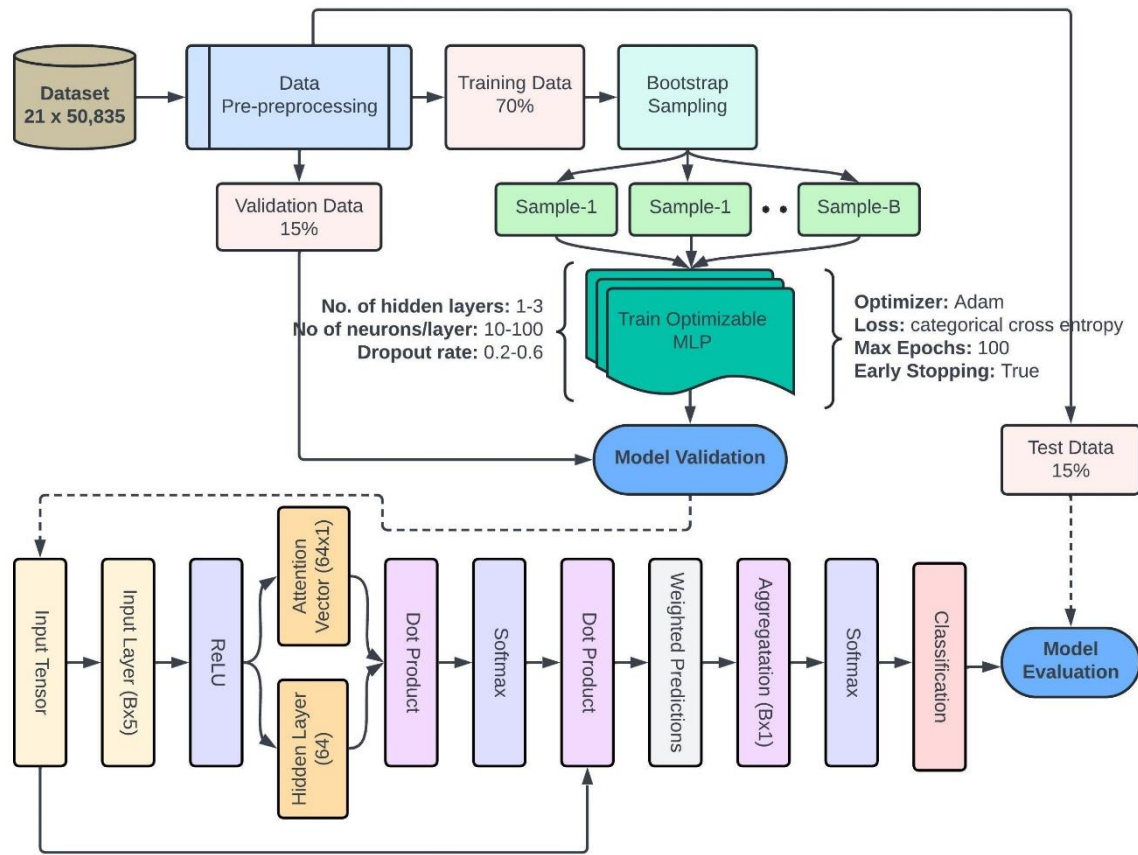 Dataset
21 x 50,835
Data
Pre-preprocessing
Training Data
70%
Bootstrap
Sampling
Validation Data
15%
Sample-1
Sample-1
Sample-B
No. of hidden layers: 1-3
No of neurons/layer: 10-100
Dropout rate: 0.2-0.6
Train Optimizable
MLP
Optimizer: Adam
Loss: categorical cross entropy
Max Epochs: 100
Early Stopping: True
Model Validation
Test Dtata
15%
Input Tensor
Input Layer (Bx5)
ReLU
Attention
Vector (64x1)
Hidden Layer
(64)
Dot Product
Softmax
Dot Product
Weighted Predictions
Aggregatation (Bx1)
Softmax
Classification
Model
Evaluation